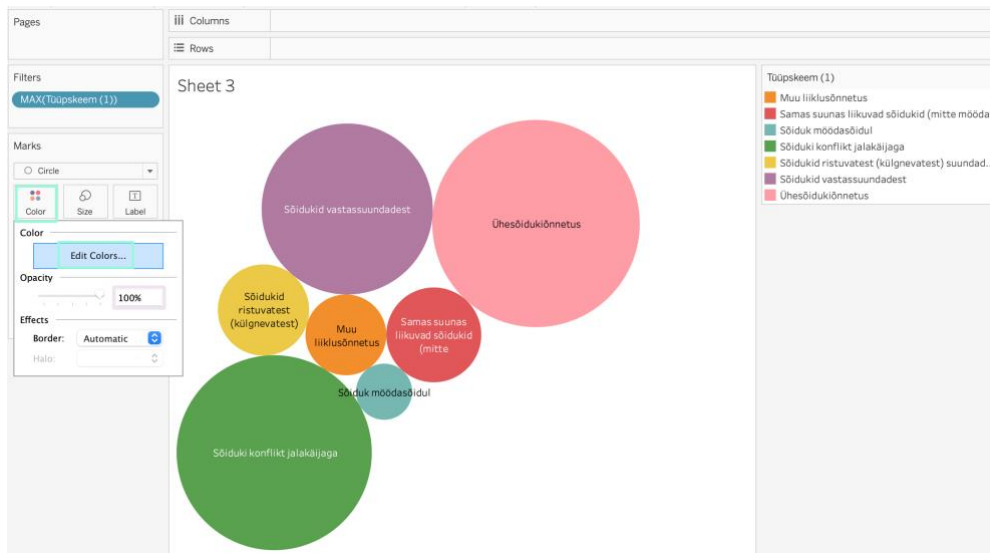 Pages
Columns
Rows
Filters
MAX(Tüüpskeem (1))
Marks
Circle
Color
Size
T
Label
Color
Edit Colors...
Opacity
100%
Effects
Border:
Automatic
Halo:
Sheet 3
Sõidukid vastassuundadest
Ühesõidukiõnnetus
Sõidukid
ristuvatest
(külgnevatest)
Muu
liiklusõnnetus
Samas suunas
liikuvad sõidukid
(mitte
Sõiduk möödasõidul
Sõiduki konflikt jalakäijaga
Tüüpskeem (1)
Muu liiklusõnnetus
Samas suunas liikuvad sõidukid (mitte mööda
Sõiduk möödasõidul
Sõiduki konflikt jalakäijaga
Sõidukid ristuvatest (külgnevatest) suundad..
Sõidukid vastassuundadest
Ühesõidukiõnnetus